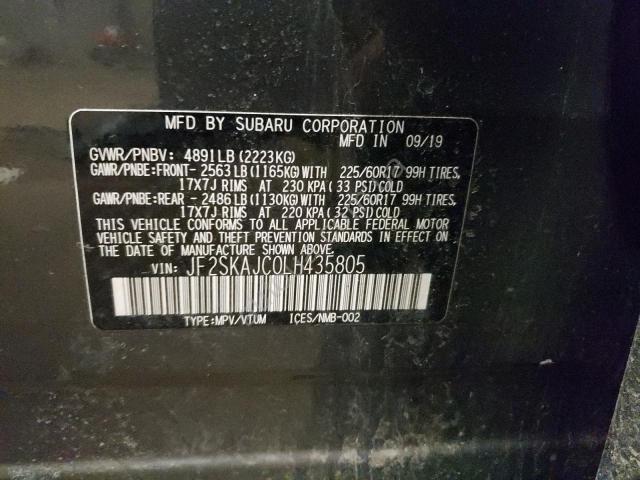 MFD BY SUBARU CORPORATION
MFD IN 09/19
GVWR/PNBV: 4891LB(2223KG)
GAWR/PNBE:FRONT- 2563LB(1165KG)WITH 225/60R17 99H TIRES,
17X7J RIMS AT 230 KPA(33 PSI)COLD
GAWR/PNBE:REAR - 2486LB(1130KG)WITH 225/60R17 99H TIRES,
17X7J RIMS AT 220 KPA(32 PSI)COLD
THIS VEHICLE CONFORMS TO ALL APPLICABLE FEDERAL MOTOR
VEHICLE SAFETY AND THEFT PREVENTION STANDARDS IN EFFECT
ON THE DATE OF MANUFACTURE SHOWN ABOVE.
VIN: JF2SKAJC0LH435805
TYPE:MPV/VTUM ICES/NMB-002